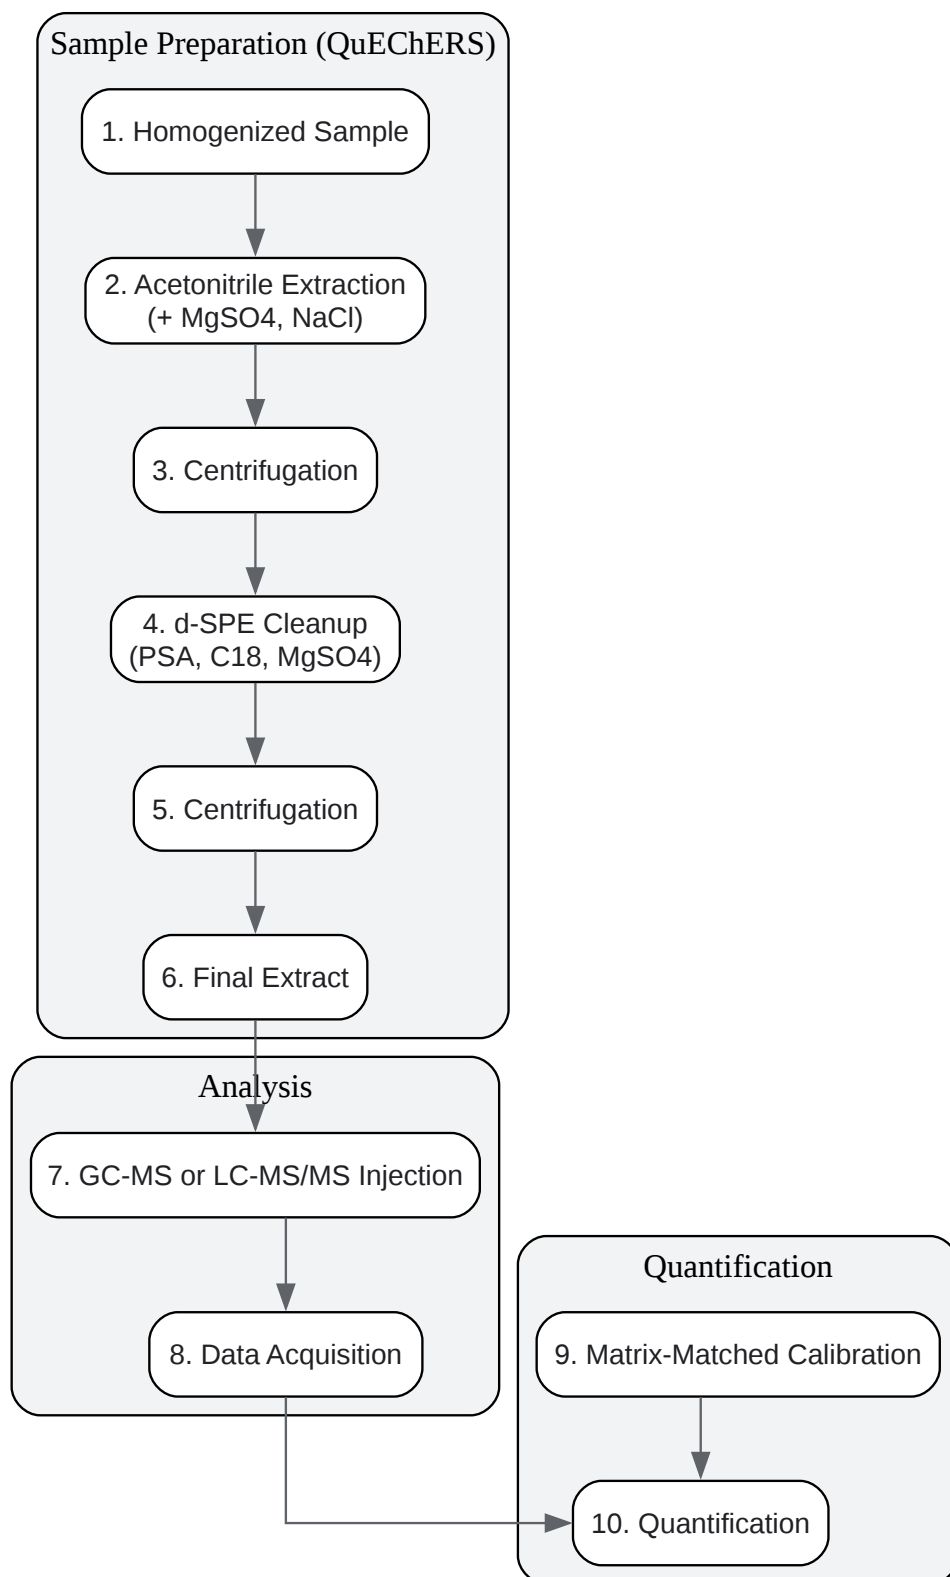 Sample Preparation (QuEChERS)
1. Homogenized Sample
2. Acetonitrile Extraction
(+ MgSO4, NaCl)
3. Centrifugation
4. d-SPE Cleanup
(PSA, C18, MgSO4)
5. Centrifugation
6. Final Extract
Analysis
7. GC-MS or LC-MS/MS Injection
8. Data Acquisition
Quantification
9. Matrix-Matched Calibration
10. Quantification